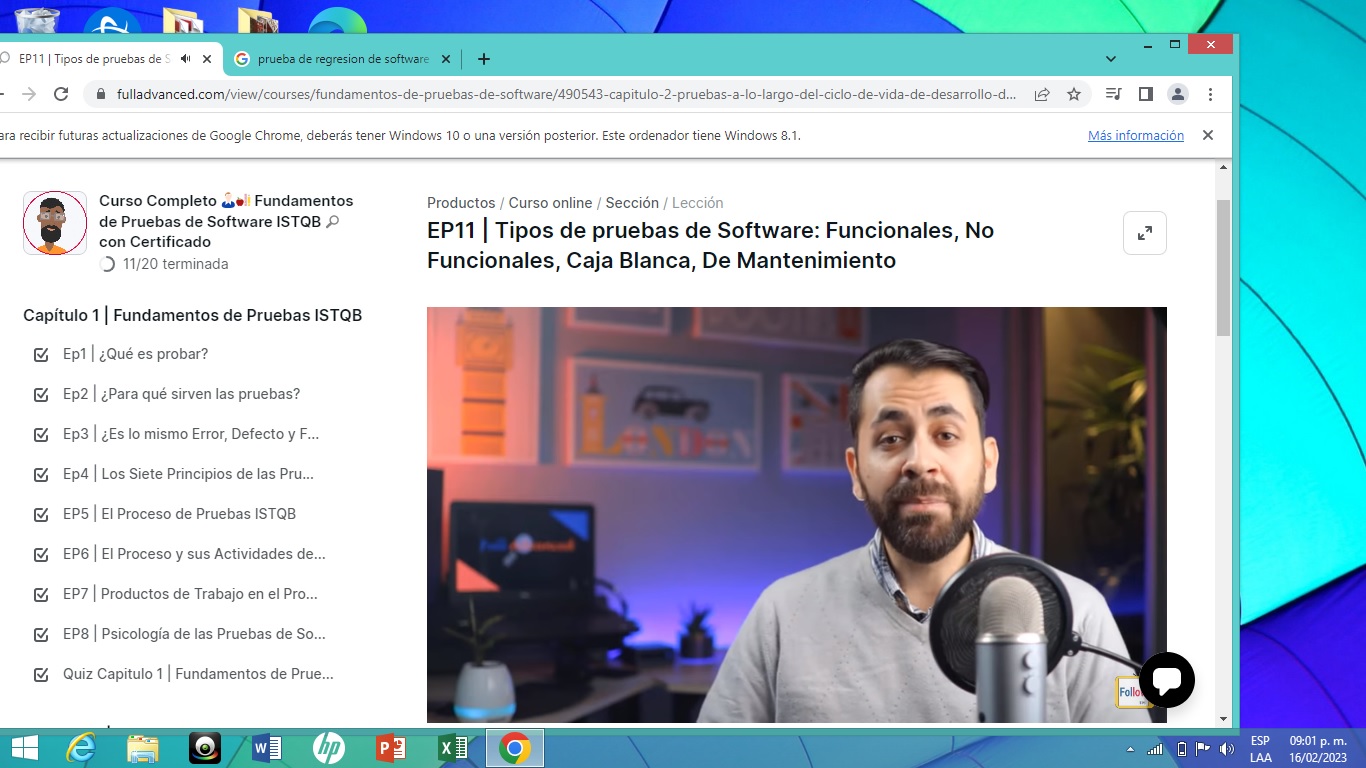 EP11 | Tipos de pruebas de S
prueba de regresion de software
fulladvanced.com/view/courses/fundamentos-de-pruebas-de-software/490543-capitulo-2-pruebas-a-lo-largo-del-ciclo-de-vida-de-desarrollo-d...
ara recibir futuras actualizaciones de Google Chrome, deberás tener Windows 10 o una versión posterior. Este ordenador tiene Windows 8.1.
Más información
Curso Completo 👨‍⚕️🍎 Fundamentos
de Pruebas de Software ISTQB 🔎
con Certificado
11/20 terminada
Capítulo 1 | Fundamentos de Pruebas ISTQB
Ep1 | ¿Qué es probar?
Ep2 | ¿Para qué sirven las pruebas?
Ep3 | ¿Es lo mismo Error, Defecto y F...
Ep4 | Los Siete Principios de las Pru...
EP5 | El Proceso de Pruebas ISTQB
EP6 | El Proceso y sus Actividades de...
EP7 | Productos de Trabajo en el Pro...
EP8 | Psicología de las Pruebas de So...
Quiz Capitulo 1 | Fundamentos de Prue...
Productos / Curso online / Sección / Lección
EP11 | Tipos de pruebas de Software: Funcionales, No
Funcionales, Caja Blanca, De Mantenimiento
LONDON
Full advanced
Follo
hp
ESP
LAA
09:01 p. m.
16/02/2023